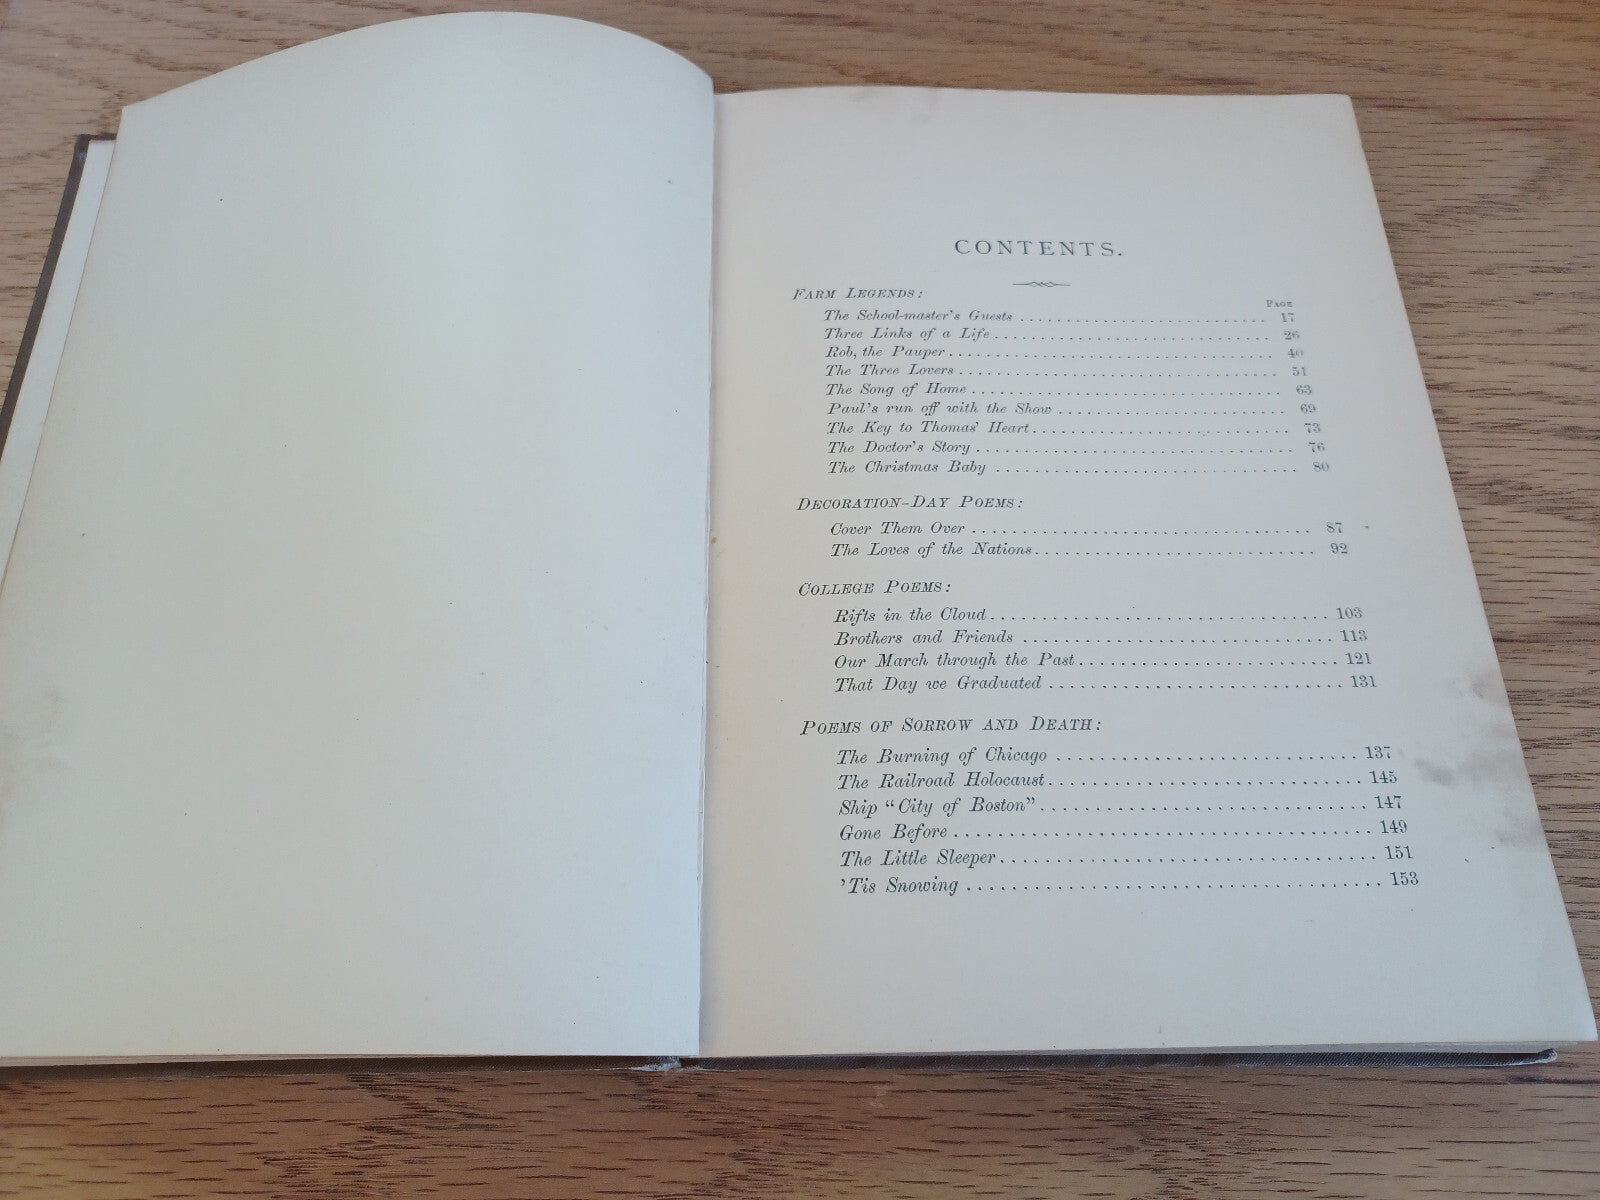 CONTENTS.
FARM LEGENDS:
PAGE
The School-master's Guests ............................ 17
Three Links of a Life .............................. 26
Rob, the Pauper ................................... 40
The Three Lovers .................................. 51
The Song of Home ................................. 63
Paul's run off with the Show ......................... 69
The Key to Thomas' Heart ............................ 73
The Doctor's Story .................................. 76
The Christmas Baby ................................ 80
DECORATION-DAY POEMS:
Cover Them Over .................................... 87
The Loves of the Nations .............................. 92
COLLEGE POEMS:
Rifts in the Cloud .................................... 103
Brothers and Friends .................................. 113
Our March through the Past ............................ 121
That Day we Graduated ................................ 131
POEMS OF SORROW AND DEATH:
The Burning of Chicago ................................. 137
The Railroad Holocaust .................................. 145
Ship "City of Boston" ................................... 147
Gone Before ............................................ 149
The Little Sleeper ....................................... 151
'Tis Snowing ............................................ 153